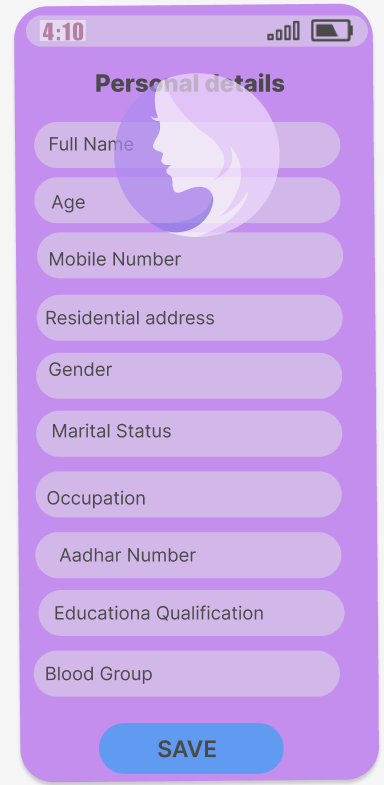 4:10
Personal details
Full Name
Age
Mobile Number
Residential address
Gender
Marital Status
Occupation
Aadhar Number
Educationa Qualification
Blood Group
SAVE